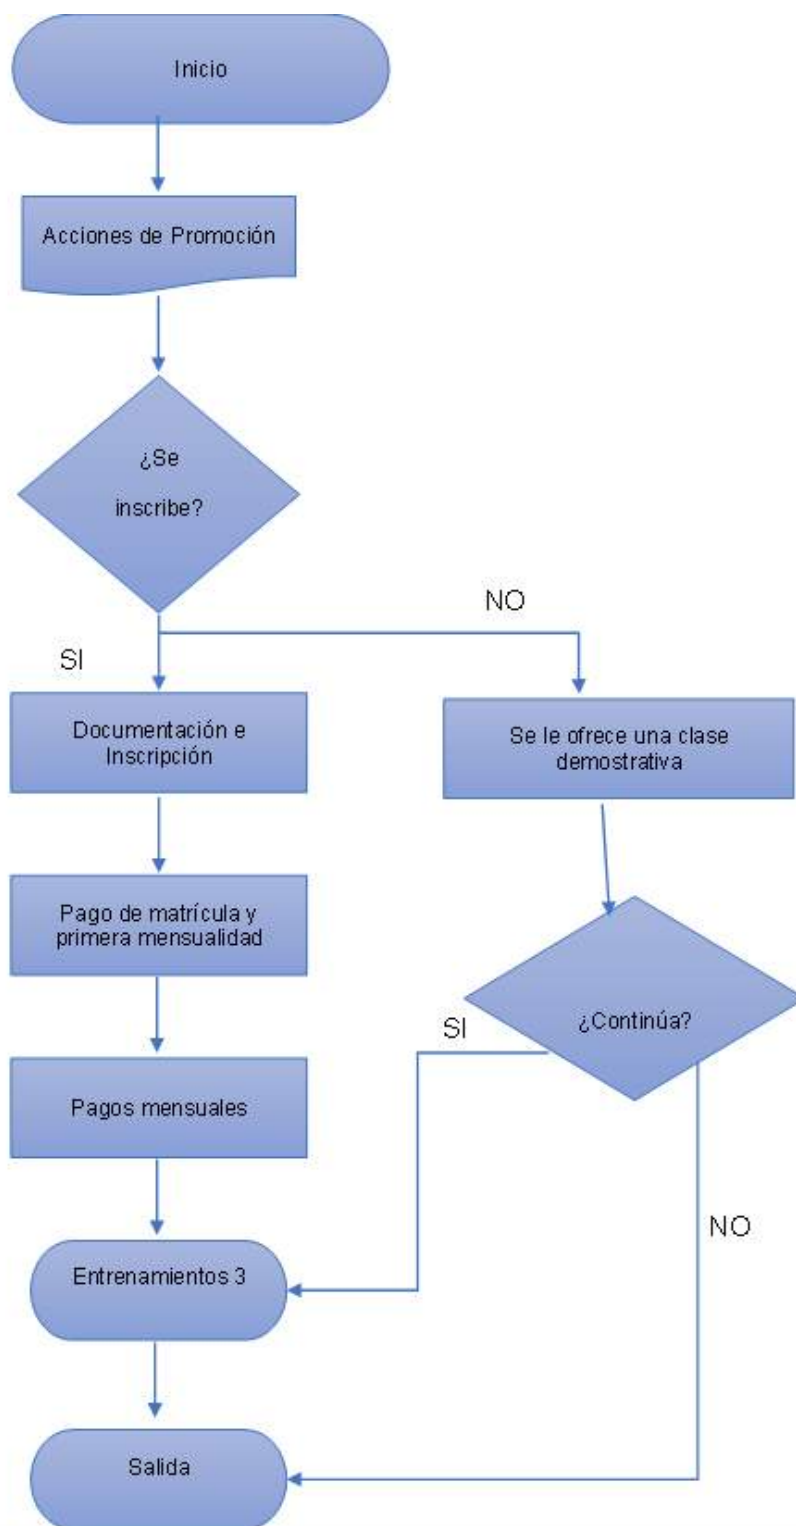 Inicio
Acciones de Promoción
¿Se
inscribe?
NO
SI
Documentación e
Inscripción
Se le ofrece una clase
demostrativa
Pago de matrícula y
primera mensualidad
¿Continúa?
SI
Pagos mensuales
NO
Entrenamientos 3
Salida